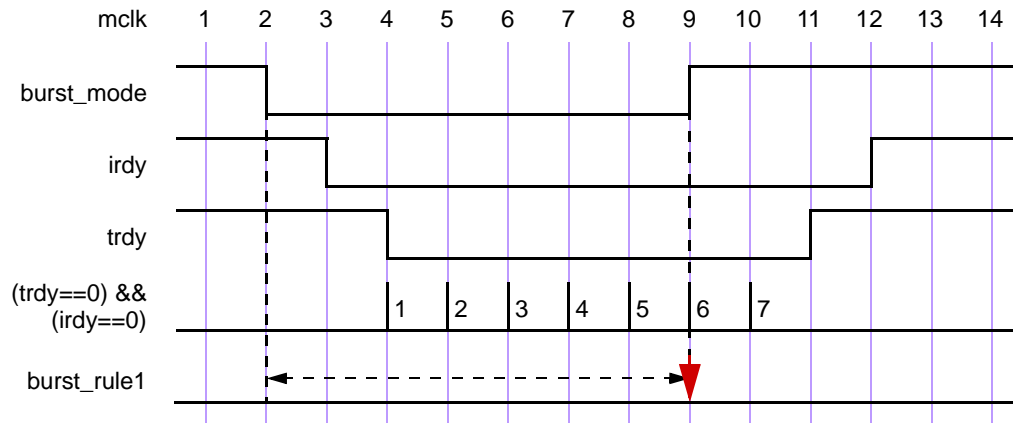 mclk 1 2 3 4 5 6 7 8 9 10 11 12 13 14
burst_mode
irdy
trdy
(trdy==0) &&
(irdy==0)
1 2 3 4 5 6 7
burst_rule1